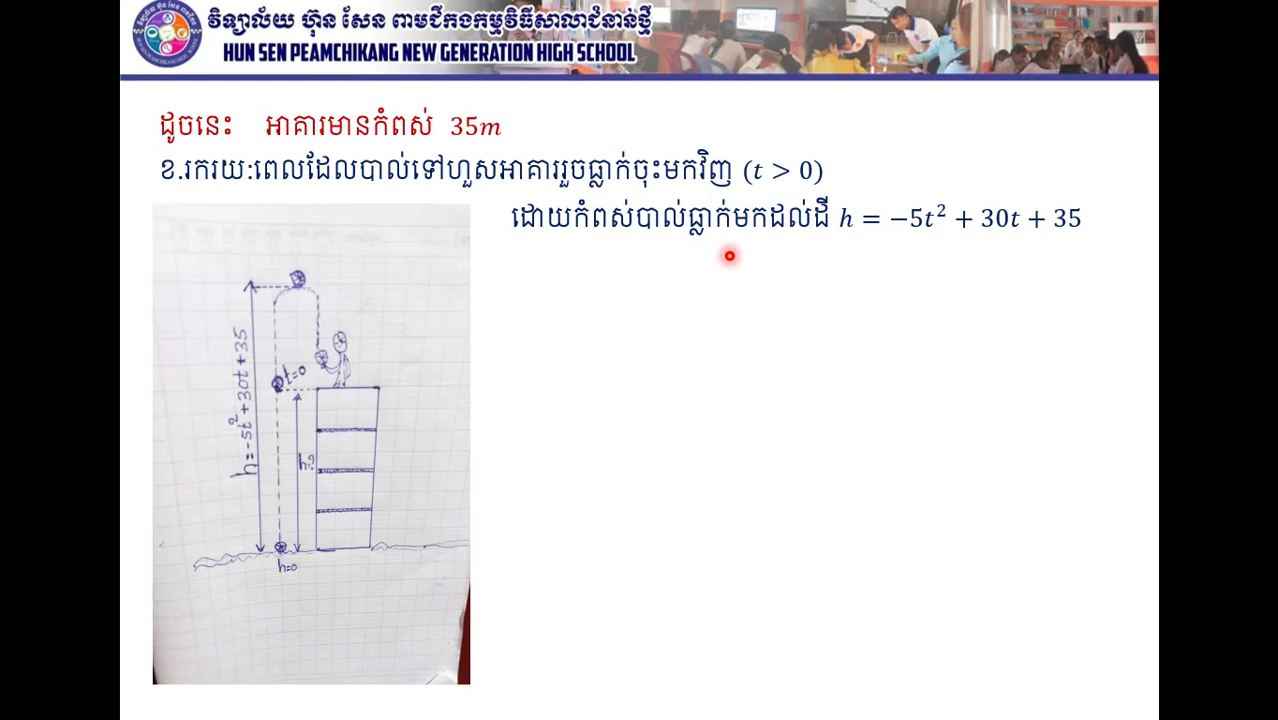 វិទ្យាល័យ ហ៊ុន សែន ពាមជីកងកម្មវិធីសាលាជំនាន់ថ្មី
HUN SEN PEAMCHIKANG NEW GENERATION HIGH SCHOOL
ដូចនេះ អាគារមានកំពស់ 35m
ខ.រករយ:ពេលដែលបាល់ទៅហួសអាគាររួចធ្លាក់ចុះមកវិញ (t > 0)
ដោយកំពស់បាល់ធ្លាក់មកដល់ដី h = −5t² + 30t + 35
h=-5t²+30t+35
t=0
h=?
h=0